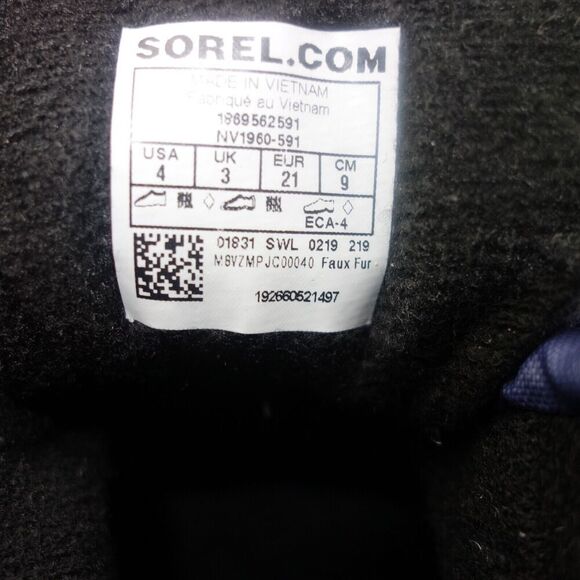 SOREL.COM
MADE IN VIETNAM
Fabriqué au Vietnam
1869562591
NV1960-591
USA UK EUR CM
4 3 21 9
ECA-4
01831 SWL 0219 219
M8VZMPJC00040 Faux Fur
192660521497